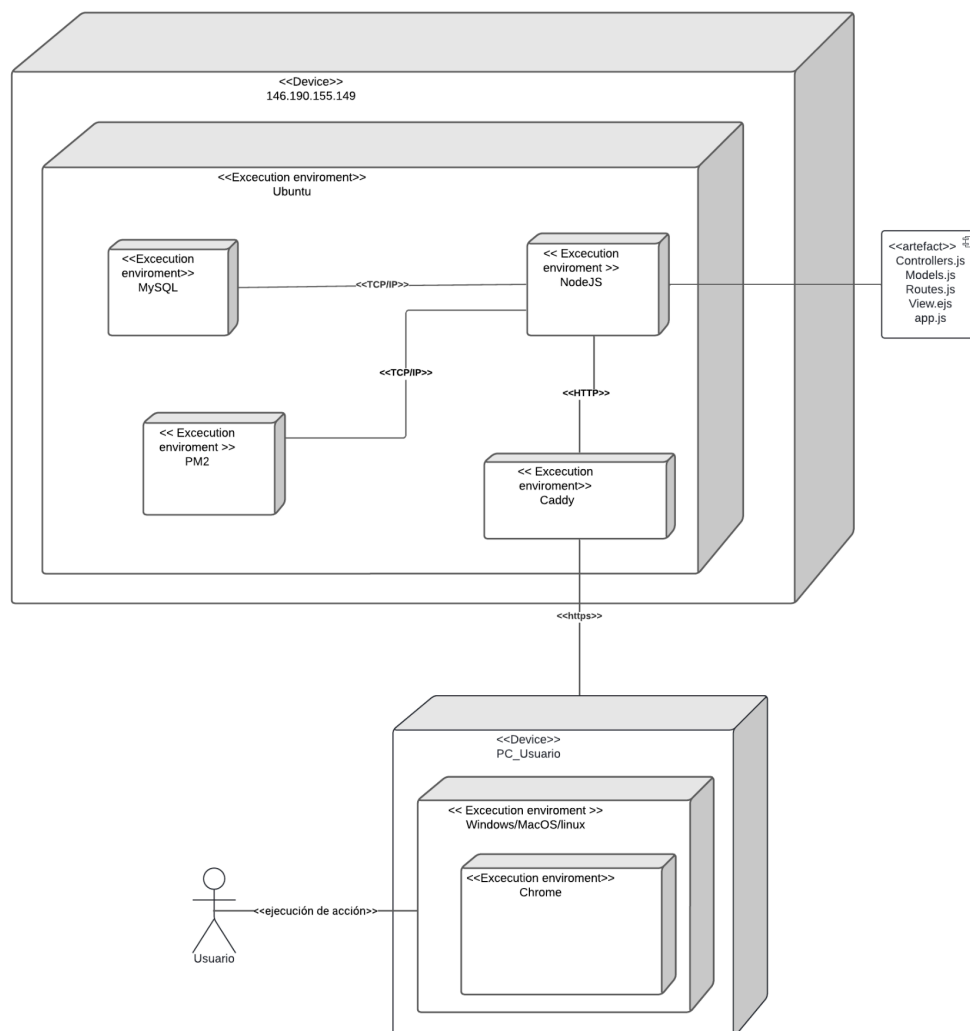 <<Device>>
146.190.155.149
<<Excecution enviroment>>
Ubuntu
<<Excecution
enviroment>>
MySQL
<<TCP/IP>>
<< Excecution
enviroment >>
NodeJS
<<artefact>>
Controllers.js
Models.js
Routes.js
View.ejs
app.js
<<TCP/IP>>
<<HTTP>>
<< Excecution
enviroment >>
PM2
<< Excecution
enviroment>>
Caddy
<<https>>
<<Device>>
PC_Usuario
<< Excecution enviroment >>
Windows/MacOS/linux
<<Excecution enviroment>>
Chrome
<<ejecución de acción>>
Usuario